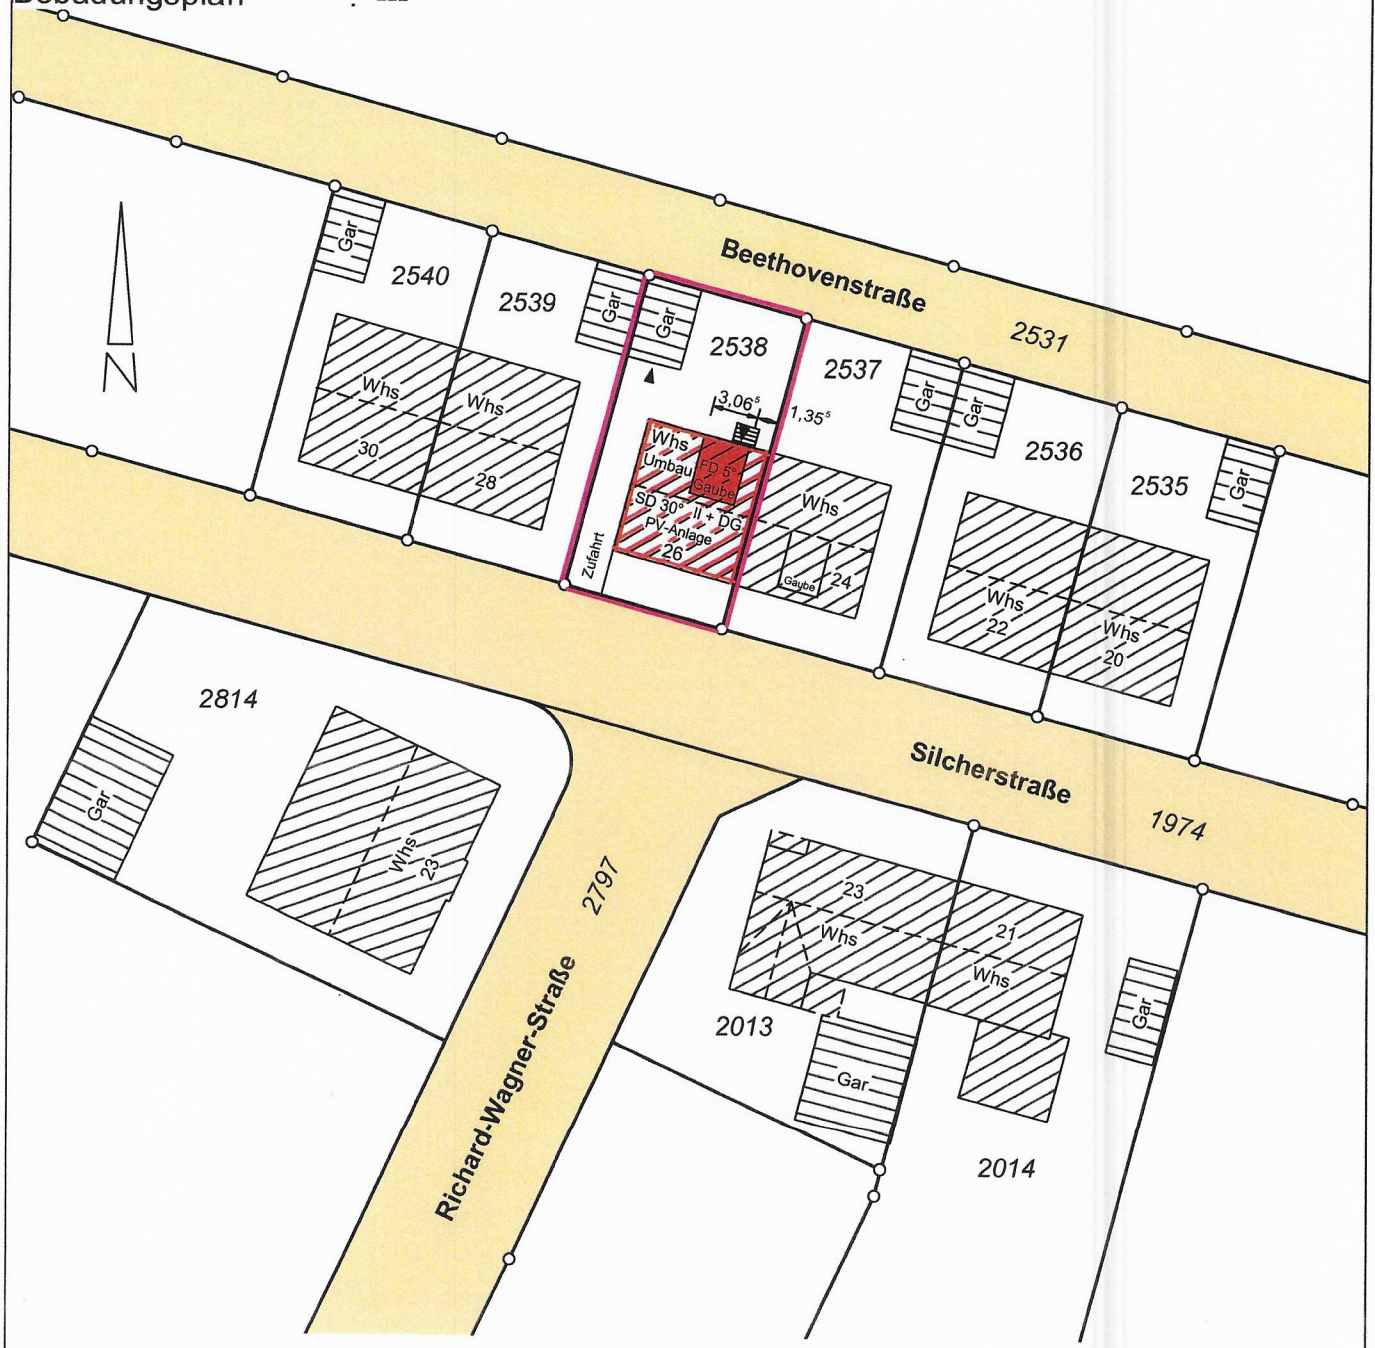 Bebauungsplan
Beethovenstraße
2531
Gar
2540
2539
Gar
Gar
2538
2537
Gar
Gar
2536
2535
Gar
N
3,06⁵
1,35⁵
Whs
30
Whs
28
Whs
Umbau
FD 5°
Gaube
SD 30° II + DG
PV-Anlage
26
Zufahrt
Whs
Gaube
24
Whs
22
Whs
20
2814
Gar
Whs
23
Silcherstraße
1974
2797
Richard-Wagner-Straße
23
Whs
21
Whs
Gar
2013
Gar
2014